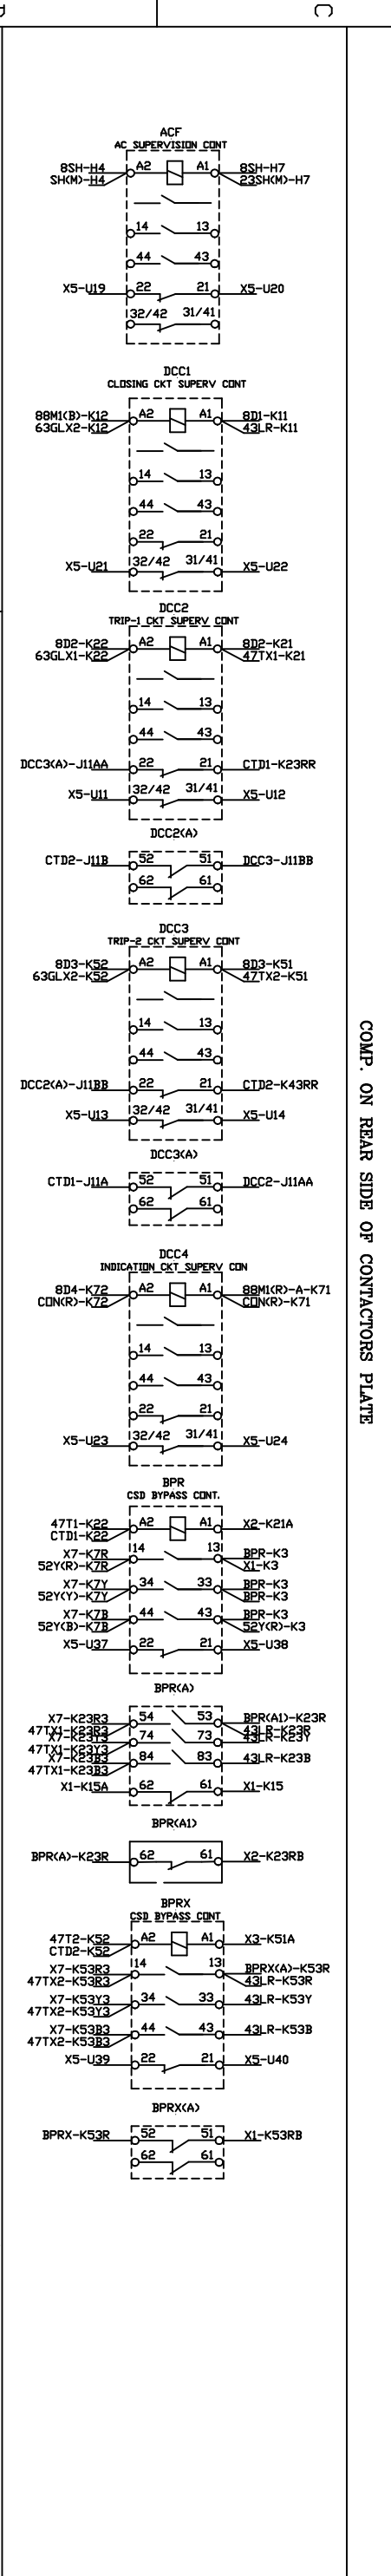 C
COMP. ON REAR SIDE OF CONTACTORS PLATE
ACF
AC SUPERVISION CONT
8SH-H4 A2 A1 8SH-H7
SH(M)-H4 23SH(M)-H7
14 13
44 43
X5-U19 22 21 X5-U20
32/42 31/41
DCC1
CLOSING CKT SUPERV CONT
88M1(B)-K12 A2 A1 8D1-K11
63GLX2-K12 43LR-K11
14 13
44 43
22 21
X5-U21 32/42 31/41 X5-U22
DCC2
TRIP-1 CKT SUPERV CONT
8D2-K22 A2 A1 8D2-K21
63GLX1-K22 47TX1-K21
14 13
44 43
DCC3(A)-J11AA 22 21 CTD1-K23RR
X5-U11 32/42 31/41 X5-U12
DCC2(A)
CTD2-J11B 52 51 DCC3-J11BB
62 61
DCC3
TRIP-2 CKT SUPERV CONT
8D3-K52 A2 A1 8D3-K51
63GLX2-K52 47TX2-K51
14 13
44 43
DCC2(A)-J11BB 22 21 CTD2-K43RR
X5-U13 32/42 31/41 X5-U14
DCC3(A)
CTD1-J11A 52 51 DCC2-J11AA
62 61
DCC4
INDICATION CKT SUPERV CON
8D4-K72 A2 A1 88M1(R)-A-K71
CON(R)-K72 CON(R)-K71
14 13
44 43
22 21
X5-U23 32/42 31/41 X5-U24
BPR
CSD BYPASS CONT.
47T1-K22 A2 A1 X2-K21A
CTD1-K22
X7-K7R 14 13 BPR-K3
52Y(R)-K7R X1-K3
X7-K7Y 34 33 BPR-K3
52Y(Y)-K7Y BPR-K3
X7-K7B 44 43 BPR-K3
52Y(B)-K7B 52Y(R)-K3
X5-U37 22 21 X5-U38
BPR(A)
X7-K23R3 54 53 BPR(A1)-K23R
47TX1-K23R3 43LR-K23R
X7-K23Y3 74 73 43LR-K23Y
47TX1-K23Y3
X7-K23B3 84 83 43LR-K23B
47TX1-K23B3
X1-K15A 62 61 X1-K15
BPR(A1)
BPR(A)-K23R 62 61 X2-K23RB
BPRX
CSD BYPASS CONT
47T2-K52 A2 A1 X3-K51A
CTD2-K52
X7-K53R3 14 13 BPRX(A)-K53R
47TX2-K53R3 43LR-K53R
X7-K53Y3 34 33 43LR-K53Y
47TX2-K53Y3
X7-K53B3 44 43 43LR-K53B
47TX2-K53B3
X5-U39 22 21 X5-U40
BPRX(A)
BPRX-K53R 52 51 X1-K53RB
62 61